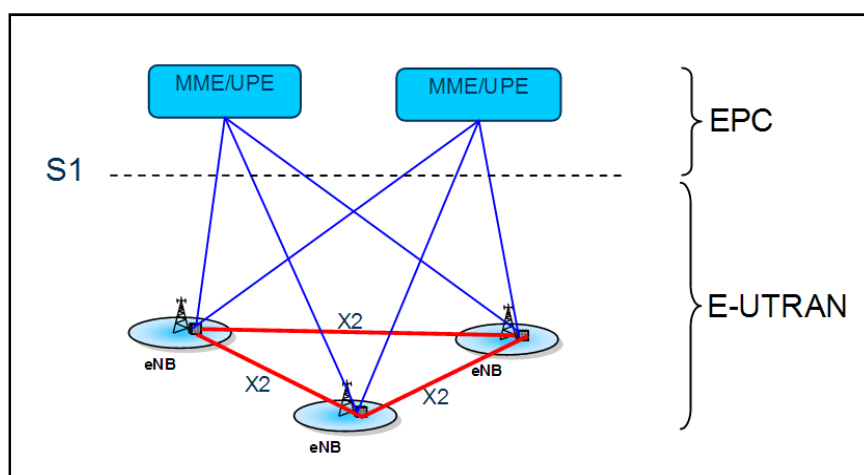 MME/UPE
MME/UPE
EPC
S1
E-UTRAN
X2
eNB
eNB
X2
X2
eNB